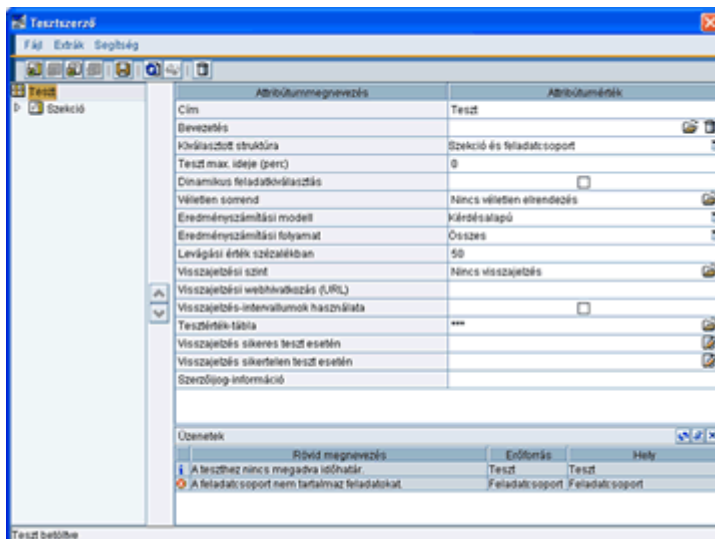 Tesztszerző
Fájl Extrák Segítség
Teszt
Szekció
Attribútummegnevezés Attribútumérték
Cím Teszt
Bevezetés
Kiválasztott struktúra Szekció és feladatcsoport
Teszt max. ideje (perc) 0
Dinamikus feladatkiválasztás
Véletlen sorrend Nincs véletlen elrendezés
Eredményszámítási modell Kérdésalapú
Eredményszámítási folyamat Összes
Levágási érték százalékban 50
Visszajelzési szint Nincs visszajelzés
Visszajelzési webhivatkozás (URL)
Visszajelzés-intervallumok használata
Tesztérték-tábla ***
Visszajelzés sikeres teszt esetén
Visszajelzés sikertelen teszt esetén
Szerzőijog-információ
Üzenetek
Rövid megnevezés Erőforrás Hely
A teszthez nincs megadva időhatár. Teszt Teszt
A feladatcsoport nem tartalmaz feladatokat. Feladatcsoport Feladatcsoport
Teszt betöltve